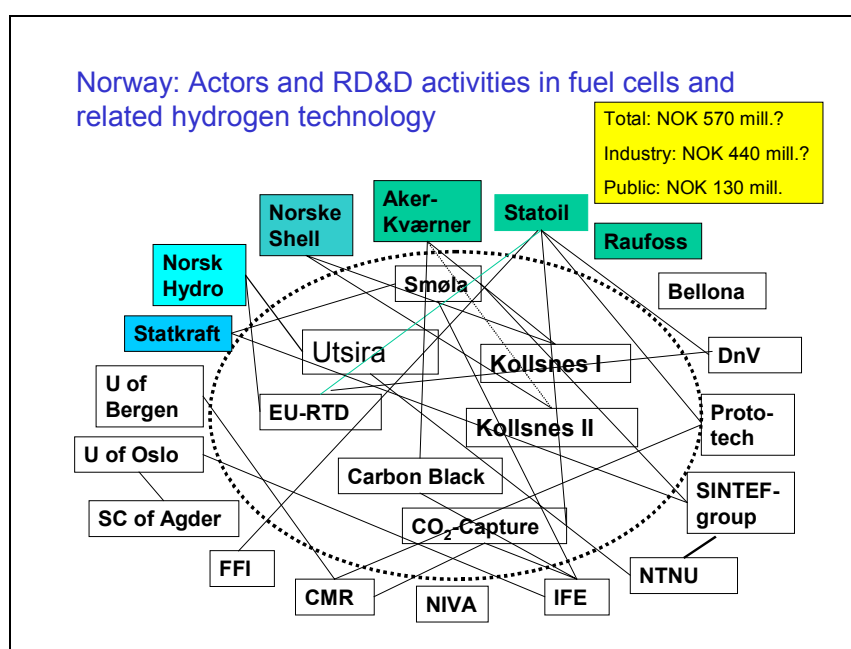 Norway: Actors and RD&D activities in fuel cells and
related hydrogen technology
Total: NOK 570 mill.?
Industry: NOK 440 mill.?
Public: NOK 130 mill.
Aker-
Kværner
Norske
Shell
Statoil
Raufoss
Norsk
Hydro
Smøla
Bellona
Statkraft
Utsira
Kollsnes I
DnV
U of
Bergen
EU-RTD
Kollsnes II
Proto-
tech
U of Oslo
Carbon Black
SINTEF-
group
SC of Agder
CO₂-Capture
FFI
NTNU
CMR
NIVA
IFE